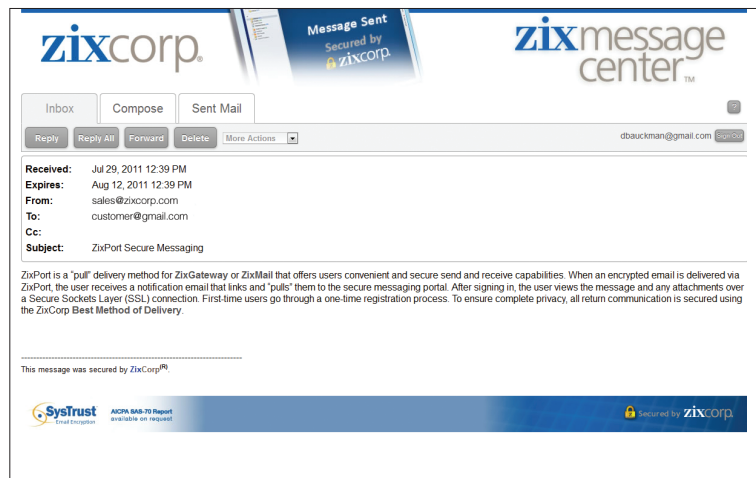 zixcorp®
Message Sent
Secured by
zixcorp
zixmessage
center™
Inbox
Compose
Sent Mail
?
Reply
Reply All
Forward
Delete
More Actions
dbauckman@gmail.com
Sign Out
Received: Jul 29, 2011 12:39 PM
Expires: Aug 12, 2011 12:39 PM
From: sales@zixcorp.com
To: customer@gmail.com
Cc:
Subject: ZixPort Secure Messaging
ZixPort is a "pull" delivery method for ZixGateway or ZixMail that offers users convenient and secure send and receive capabilities. When an encrypted email is delivered via
ZixPort, the user receives a notification email that links and "pulls" them to the secure messaging portal. After signing in, the user views the message and any attachments over
a Secure Sockets Layer (SSL) connection. First-time users go through a one-time registration process. To ensure complete privacy, all return communication is secured using
the ZixCorp Best Method of Delivery.
This message was secured by ZixCorp(R).
SysTrust
Email Encryption
AICPA SAS-70 Report
available on request
Secured by zixcorp.